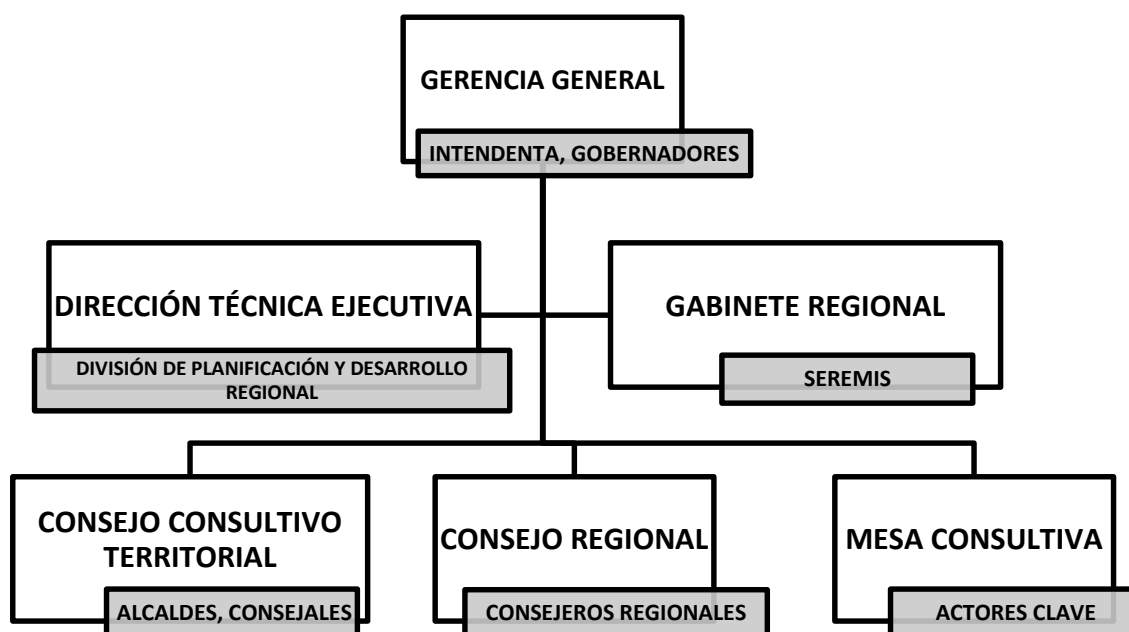 GERENCIA GENERAL
INTENDENTA, GOBERNADORES
DIRECCIÓN TÉCNICA EJECUTIVA
DIVISIÓN DE PLANIFICACIÓN Y DESARROLLO
REGIONAL
GABINETE REGIONAL
SEREMIS
CONSEJO CONSULTIVO
TERRITORIAL
ALCALDES, CONSEJALES
CONSEJO REGIONAL
CONSEJEROS REGIONALES
MESA CONSULTIVA
ACTORES CLAVE